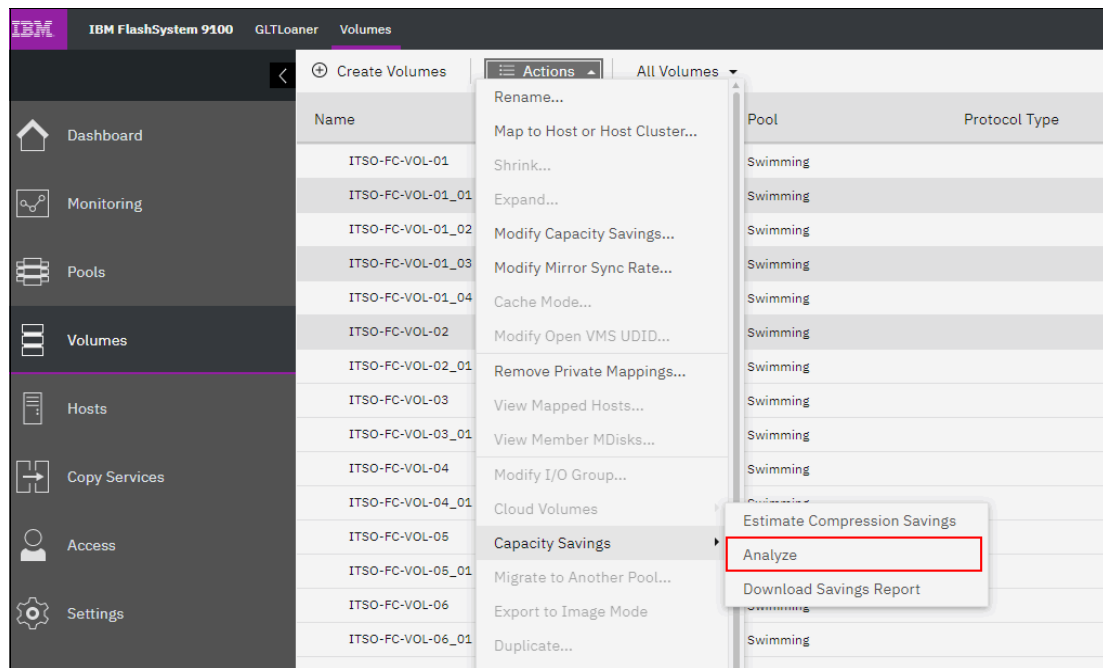 IBM IBM FlashSystem 9100 GLTLoaner Volumes
Create Volumes Actions All Volumes
Name Pool Protocol Type
Dashboard
Monitoring
Pools
Volumes
Hosts
Copy Services
Access
Settings
ITSO-FC-VOL-01
ITSO-FC-VOL-01_01
ITSO-FC-VOL-01_02
ITSO-FC-VOL-01_03
ITSO-FC-VOL-01_04
ITSO-FC-VOL-02
ITSO-FC-VOL-02_01
ITSO-FC-VOL-03
ITSO-FC-VOL-03_01
ITSO-FC-VOL-04
ITSO-FC-VOL-04_01
ITSO-FC-VOL-05
ITSO-FC-VOL-05_01
ITSO-FC-VOL-06
ITSO-FC-VOL-06_01
Rename...
Map to Host or Host Cluster...
Shrink...
Expand...
Modify Capacity Savings...
Modify Mirror Sync Rate...
Cache Mode...
Modify Open VMS UDID...
Remove Private Mappings...
View Mapped Hosts...
View Member MDisks...
Modify I/O Group...
Cloud Volumes
Capacity Savings
Migrate to Another Pool...
Export to Image Mode
Duplicate...
Swimming
Swimming
Swimming
Swimming
Swimming
Swimming
Swimming
Swimming
Swimming
Swimming
Estimate Compression Savings
Analyze
Download Savings Report
Swimming